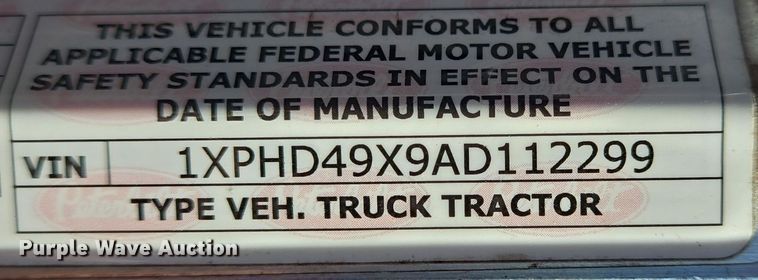 THIS VEHICLE CONFORMS TO ALL
APPLICABLE FEDERAL MOTOR VEHICLE
SAFETY STANDARDS IN EFFECT ON THE
DATE OF MANUFACTURE
VIN 1XPHD49X9AD112299
TYPE VEH. TRUCK TRACTOR
Purple Wave Auction